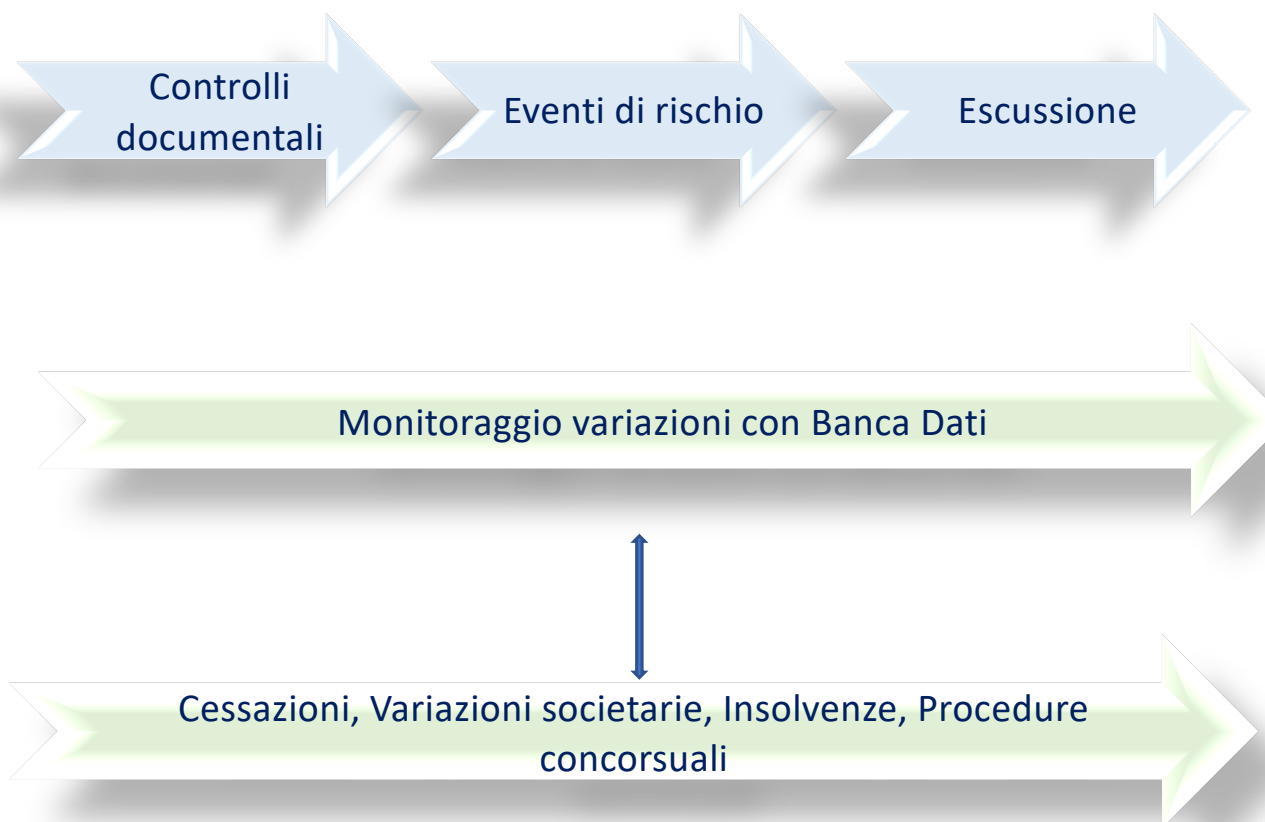 Controlli
documentali
Eventi di rischio
Escussione
Monitoraggio variazioni con Banca Dati
Cessazioni, Variazioni societarie, Insolvenze, Procedure
concorsuali